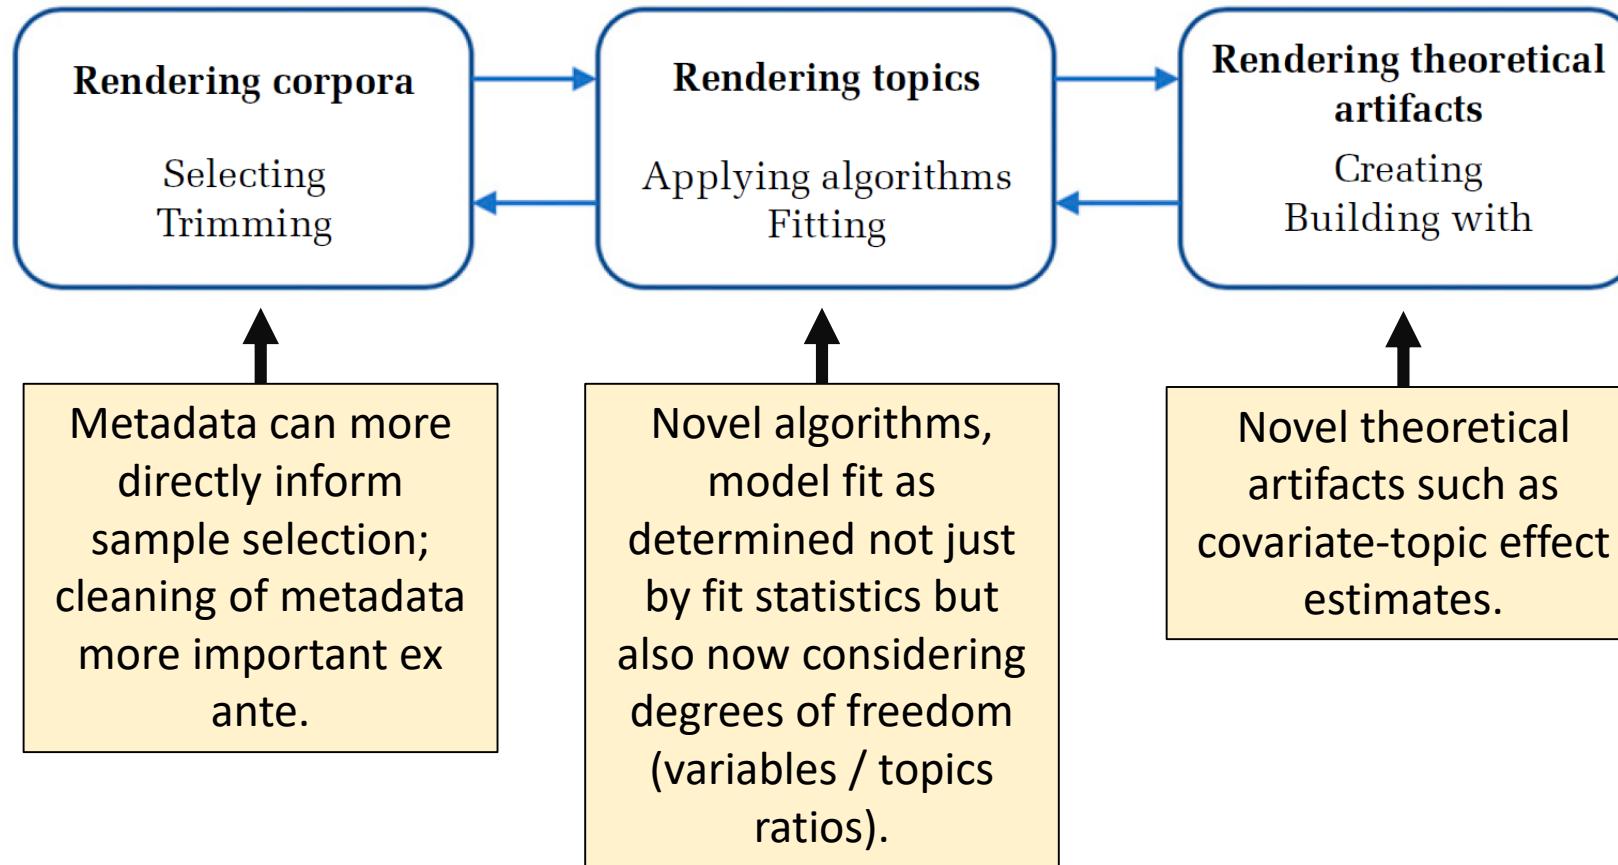 Rendering corpora
Selecting
Trimming
Rendering topics
Applying algorithms
Fitting
Rendering theoretical
artifacts
Creating
Building with
Metadata can more
directly inform
sample selection;
cleaning of metadata
more important ex
ante.
Novel algorithms,
model fit as
determined not just
by fit statistics but
also now considering
degrees of freedom
(variables / topics
ratios).
Novel theoretical
artifacts such as
covariate-topic effect
estimates.